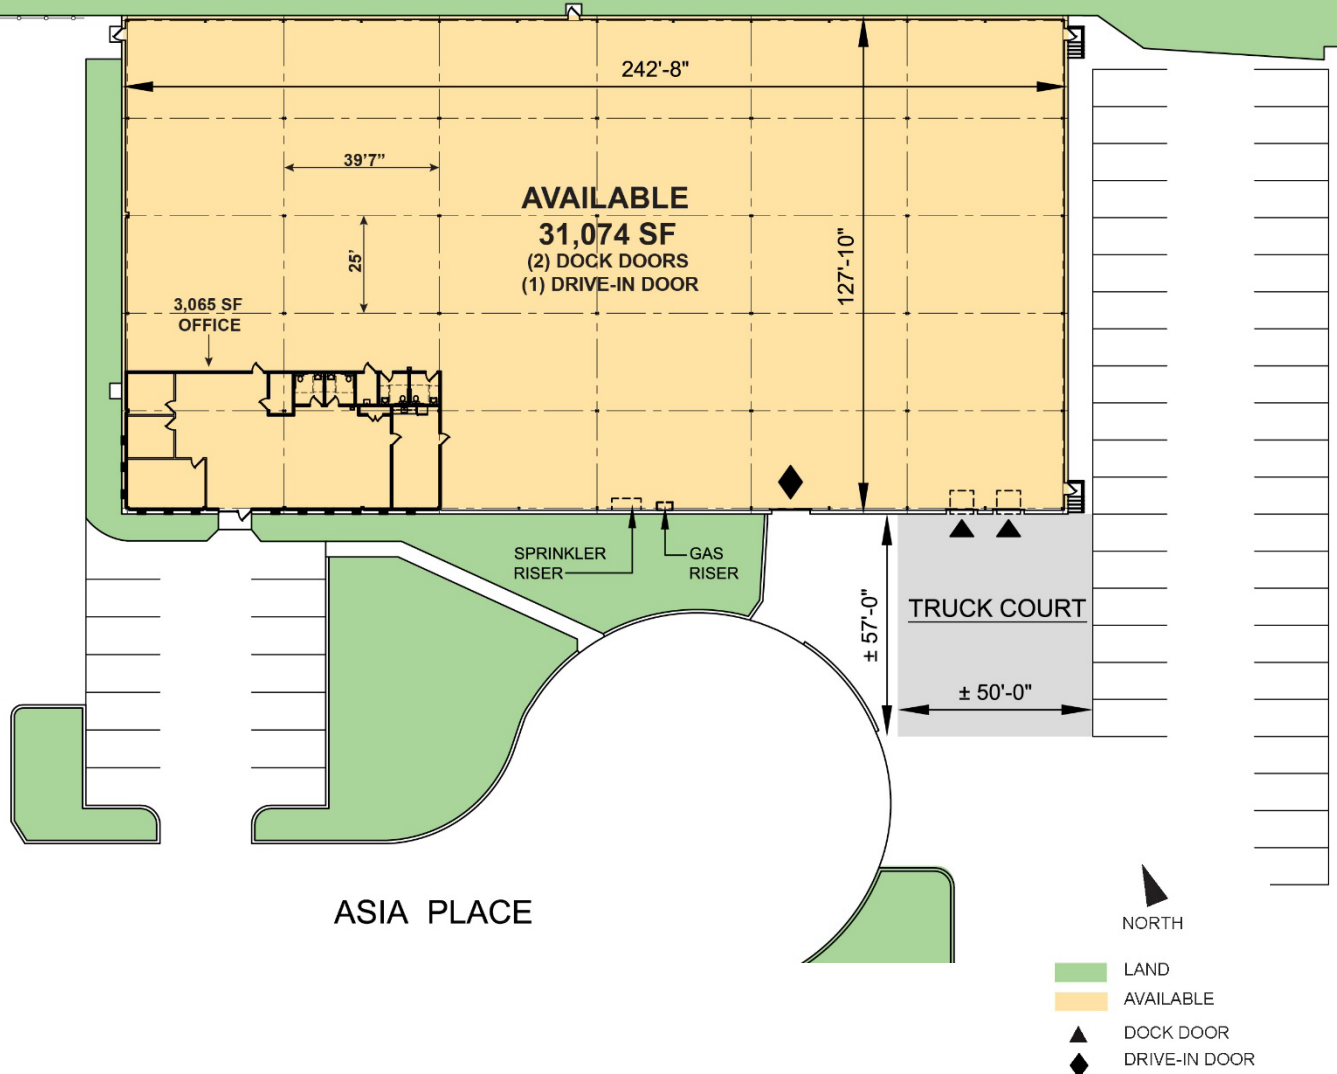 242'-8"
39'7”
AVAILABLE
31,074 SF
(2) DOCK DOORS
(1) DRIVE-IN DOOR
25'
127'-10"
3,065 SF
OFFICE
SPRINKLER
RISER
GAS
RISER
± 57'-0"
TRUCK COURT
± 50'-0"
ASIA PLACE
NORTH
LAND
AVAILABLE
DOCK DOOR
DRIVE-IN DOOR